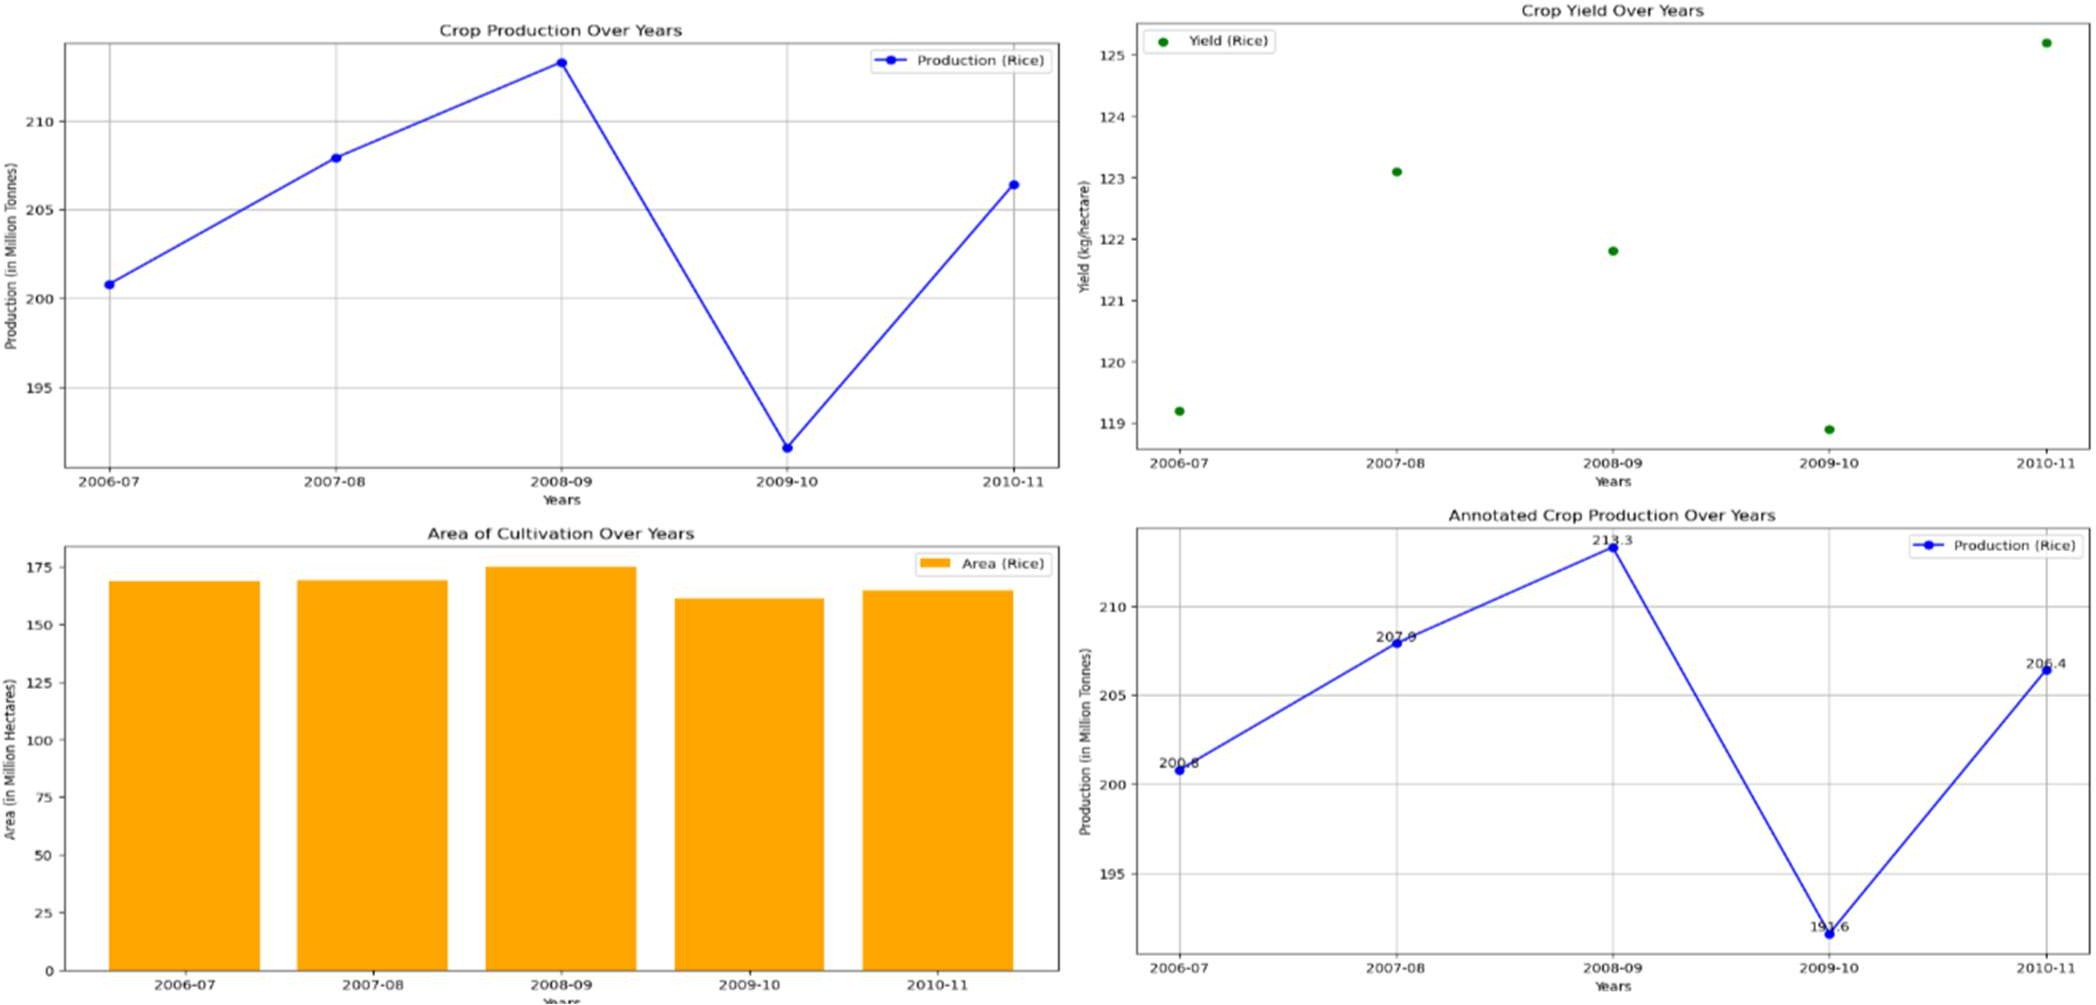 Crop Production Over Years
Production (Rice)
Production (in Million Tonnes)
210
205
200
195
2006-07 2007-08 2008-09 2009-10 2010-11
Years
Crop Yield Over Years
Yield (Rice)
Yield (kg/hectare)
125
124
123
122
121
120
119
2006-07 2007-08 2008-09 2009-10 2010-11
Years
Area of Cultivation Over Years
Area (Rice)
Area (in Million Hectares)
175
150
125
100
75
50
25
0
2006-07 2007-08 2008-09 2009-10 2010-11
Years
Annotated Crop Production Over Years
Production (Rice)
Production (in Million Tonnes)
213.3
210
207.9
206.4
205
200.8
200
195
191.6
2006-07 2007-08 2008-09 2009-10 2010-11
Years